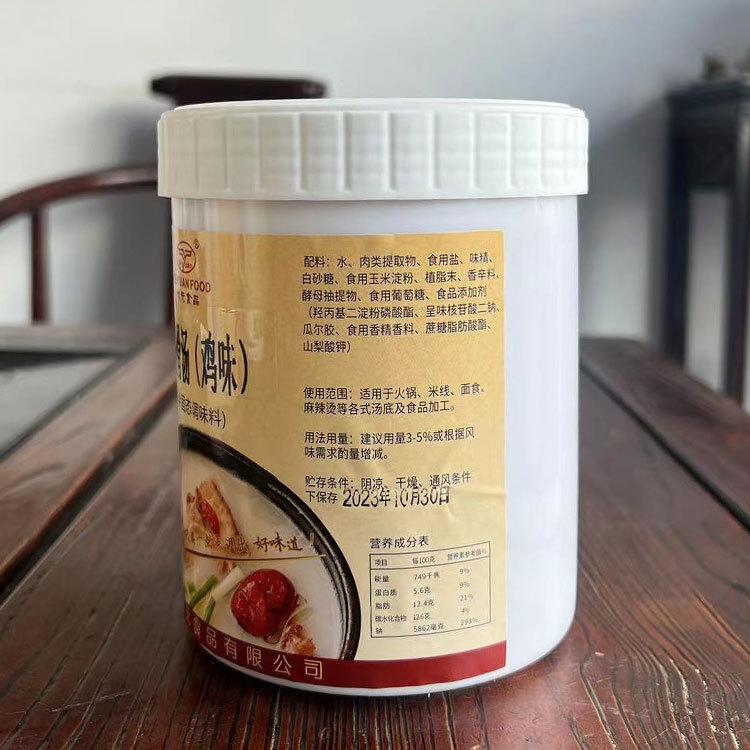 ®
UAN FOOD
食品
汤（鸡味）
态调味料）
好味道！
食品有限公司
配料：水、肉类提取物、食用盐、味精、
白砂糖、食用玉米淀粉、植脂末、香辛料、
酵母抽提物、食用葡萄糖、食品添加剂
（羟丙基二淀粉磷酸酯、呈味核苷酸二钠、
瓜尔胶、食用香精香料、蔗糖脂肪酸酯、
山梨酸钾）
使用范围：适用于火锅、米线、面食、
麻辣烫等各式汤底及食品加工。
用法用量：建议用量3-5%或根据风
味需求酌量增减。
贮存条件：阴凉、干燥、通风条件
下保存 2023年10月30日
营养成分表
项目 每100克 营养素参考值%
能量 749千焦 9%
蛋白质 5.6克 9%
脂肪 12.4克 21%
碳水化合物 12.6克 4%
钠 5862毫克 293%